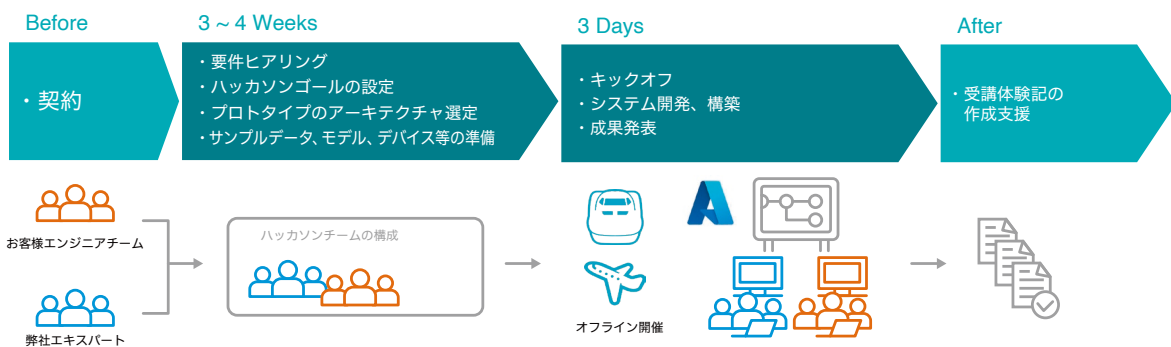 Before
3 ~ 4 Weeks
3 Days
After
・契約
・要件ヒアリング
・ハッカソンゴールの設定
・プロトタイプのアーキテクチャ選定
・サンプルデータ、モデル、デバイス等の準備
・キックオフ
・システム開発、構築
・成果発表
・受講体験記の
作成支援
お客様エンジニアチーム
弊社エキスパート
ハッカソンチームの構成
オフライン開催